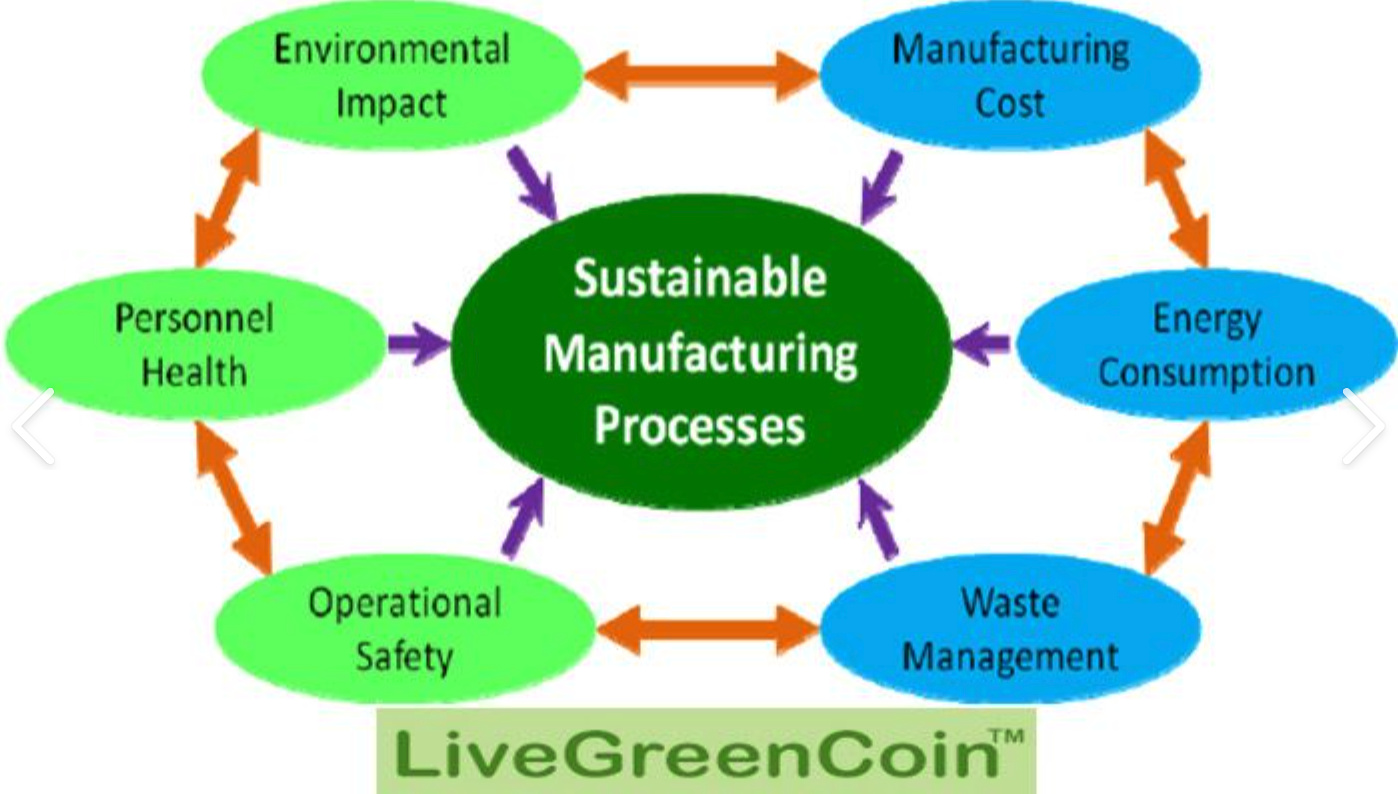 Environmental
Impact
Manufacturing
Cost
Sustainable
Manufacturing
Processes
Personnel
Health
Energy
Consumption
Operational
Safety
Waste
Management
LiveGreenCoin™